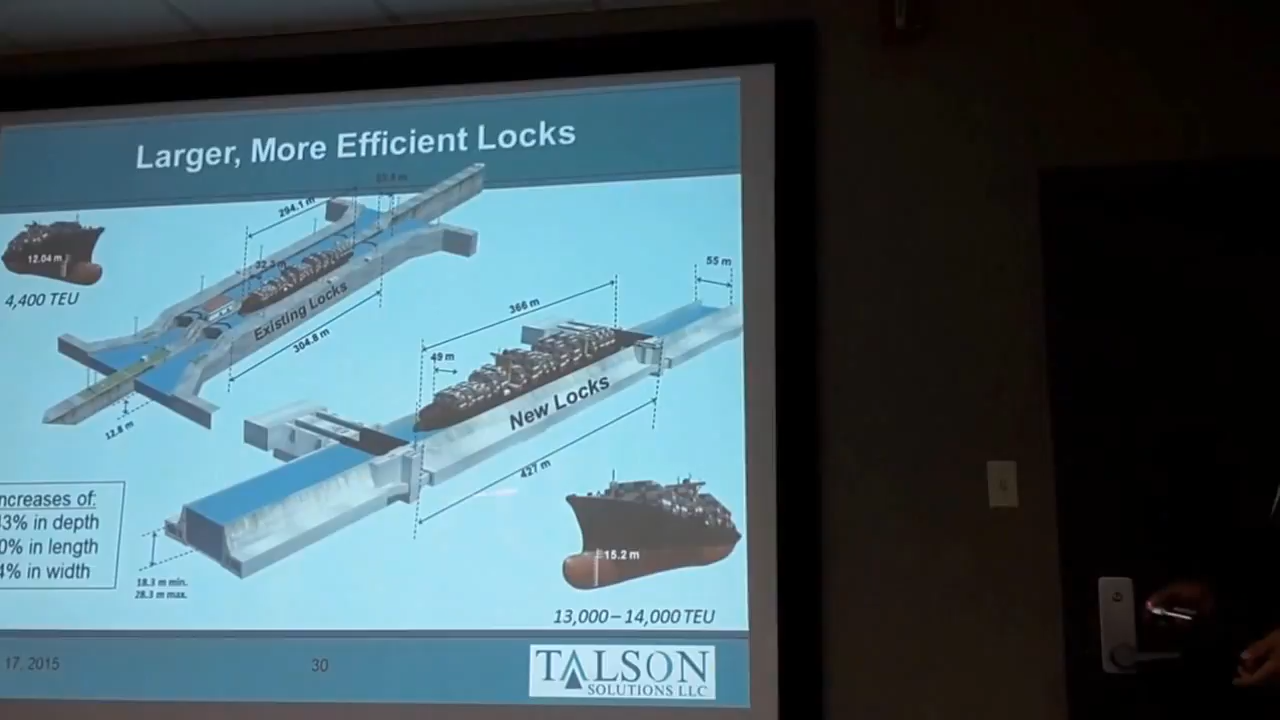 Larger, More Efficient Locks
294.1 m
12.04 m
4,400 TEU
Existing Locks
304.8 m
12.8 m
55 m
366 m
49 m
New Locks
427 m
ncreases of:
3% in depth
0% in length
4% in width
18.3 m min.
28.3 m max.
15.2 m
13,000 – 14,000 TEU
17, 2015
30
TALSON
SOLUTIONS LLC